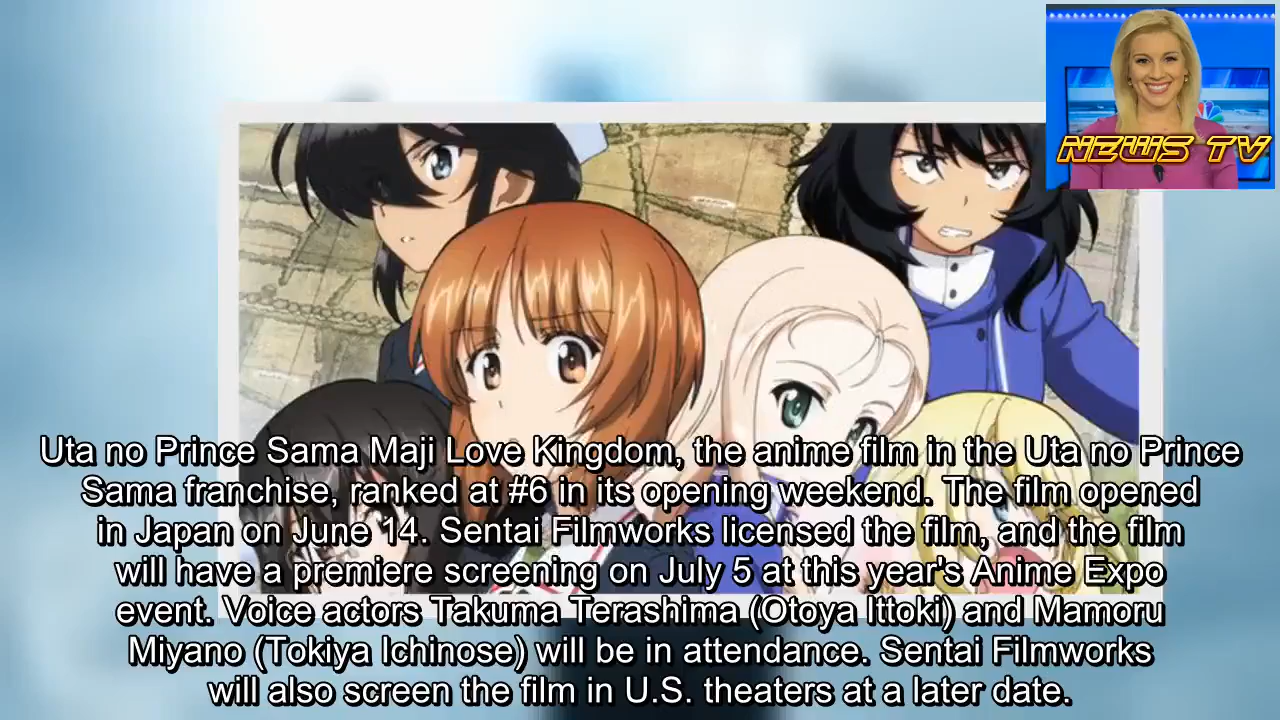 NEWS TV
Uta no Prince Sama Maji Love Kingdom, the anime film in the Uta no Prince
Sama franchise, ranked at #6 in its opening weekend. The film opened
in Japan on June 14. Sentai Filmworks licensed the film, and the film
will have a premiere screening on July 5 at this year's Anime Expo
event. Voice actors Takuma Terashima (Otoya Ittoki) and Mamoru
Miyano (Tokiya Ichinose) will be in attendance. Sentai Filmworks
will also screen the film in U.S. theaters at a later date.